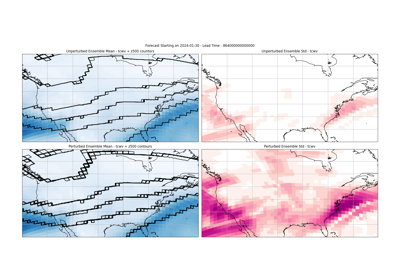 Forecast Starting on 2024-01-30 - Lead Time - 864000000000000
Unperturbed Ensemble Mean - tcwv + z500 countors
Unperturbed Ensemble Std - tcwv
Perturbed Ensemble Mean - tcwv + z500 contours
Perturbed Ensemble Std - tcwv